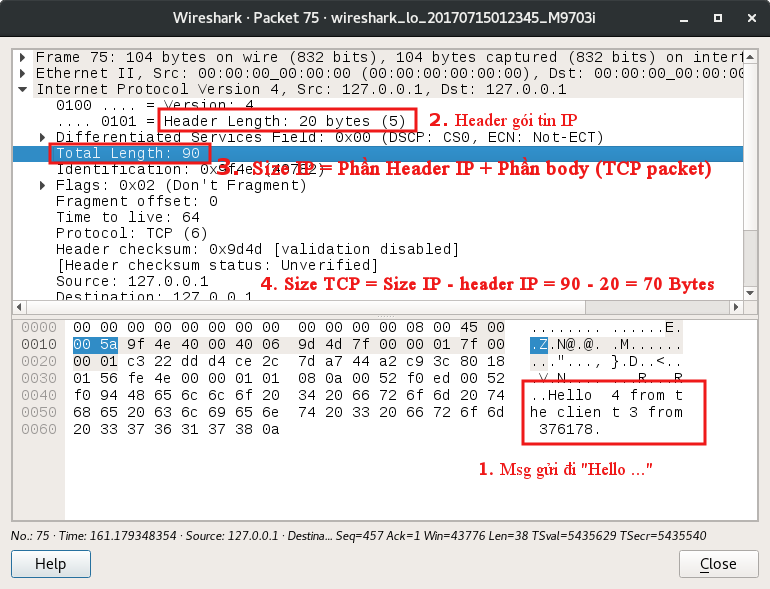 Wireshark · Packet 75 · wireshark_lo_20170715012345_M9703i
Frame 75: 104 bytes on wire (832 bits), 104 bytes captured (832 bits) on interf
Ethernet II, Src: 00:00:00_00:00:00 (00:00:00:00:00:00), Dst: 00:00:00_00:00:00
Internet Protocol Version 4, Src: 127.0.0.1, Dst: 127.0.0.1
0100 .... = Version: 4
.... 0101 = Header Length: 20 bytes (5)
2. Header gói tin IP
Differentiated Services Field: 0x00 (DSCP: CS0, ECN: Not-ECT)
Total Length: 90
Identification: 0x9f4e (40782)
3. Size IP = Phần Header IP + Phần body (TCP packet)
Flags: 0x02 (Don't Fragment)
Fragment offset: 0
Time to live: 64
Protocol: TCP (6)
Header checksum: 0x9d4d [validation disabled]
[Header checksum status: Unverified]
Source: 127.0.0.1
4. Size TCP = Size IP - header IP = 90 - 20 = 70 Bytes
Destination: 127.0.0.1
0000 00 00 00 00 00 00 00 00 00 00 00 00 08 00 45 00 ........ ......E.
0010 00 5a 9f 4e 40 00 40 06 9d 4d 7f 00 00 01 7f 00 .Z.N@.@. .M......
0020 00 01 c3 22 dd d4 ce 2c 7d a7 44 a2 c9 3c 80 18 ..."..., }.D..<..
0030 01 56 fe 4e 00 00 01 01 08 0a 00 52 f0 ed 00 52 .V.N.... ...R...R
0040 f0 94 48 65 6c 6c 6f 20 34 20 66 72 6f 6d 20 74 ..Hello 4 from t
0050 68 65 20 63 6c 69 65 6e 74 20 33 20 66 72 6f 6d he clien t 3 from
0060 20 33 37 36 31 37 38 0a 376178.
1. Msg gửi đi "Hello ..."
No.: 75 · Time: 161.179348354 · Source: 127.0.0.1 · Destina... Seq=457 Ack=1 Win=43776 Len=38 TSval=5435629 TSecr=5435540
Help
Close